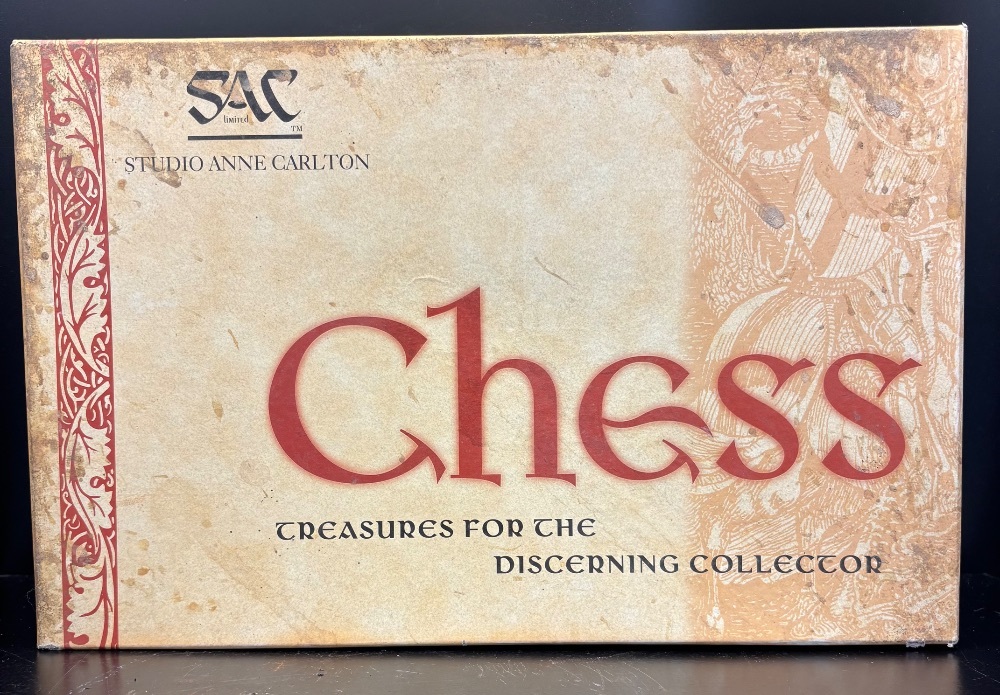 SAC
limited
TM
STUDIO ANNE CARLTON
Chess
TREASURES FOR THE
DISCERNING COLLECTOR